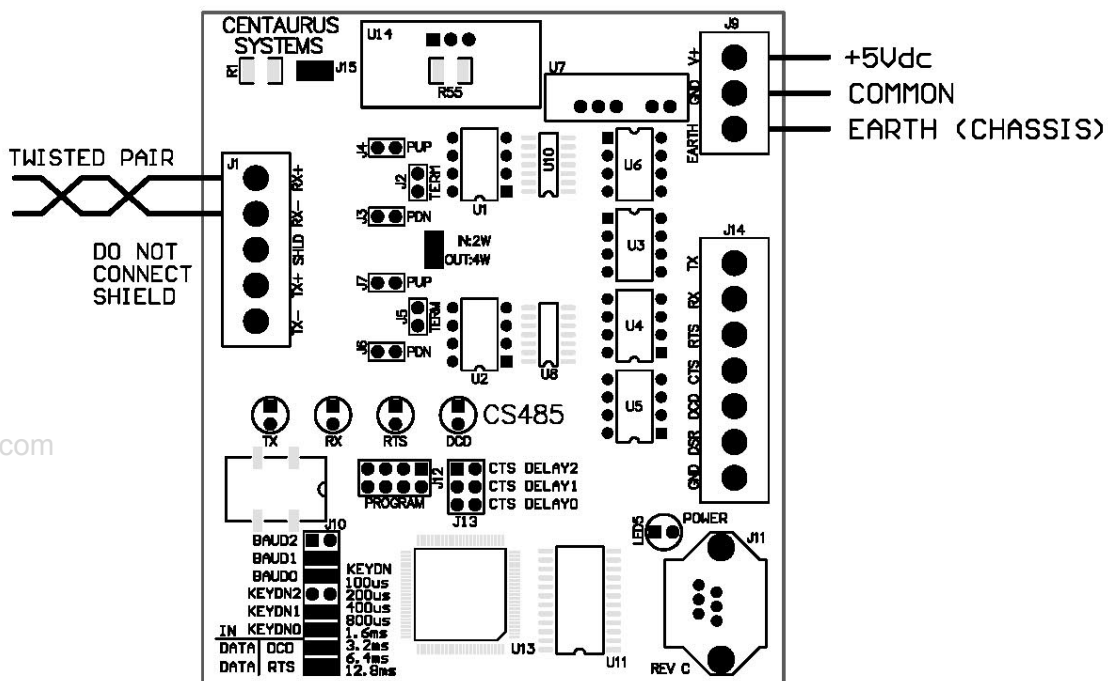 CENTAURUS
SYSTEMS
R1
J15
U14
R55
U7
J9
V+
GND
EARTH
+5Vdc
COMMON
EARTH (CHASSIS)
TWISTED PAIR
DO NOT
CONNECT
SHIELD
J1
RX+
RX-
SHLD
TX+
TX-
J4
PUP
J2
TERM
J3
PDN
IN:2W
OUT:4W
J7
PUP
J5
TERM
J6
PDN
U1
U10
U6
U3
U2
U8
U4
U5
J14
TX
RX
RTS
CTS
DCD
DSR
GND
TX
RX
RTS
DCD
CS485
.com
J12
PROGRAM
CTS DELAY2
CTS DELAY1
CTS DELAY0
J13
LED5
POWER
J11
J10
BAUD2
BAUD1
BAUD0
KEYDN2
KEYDN1
IN KEYDN0
DATA DCD
DATA RTS
KEYDN
100us
200us
400us
800us
1.6ms
3.2ms
6.4ms
12.8ms
U13
U11
REV C